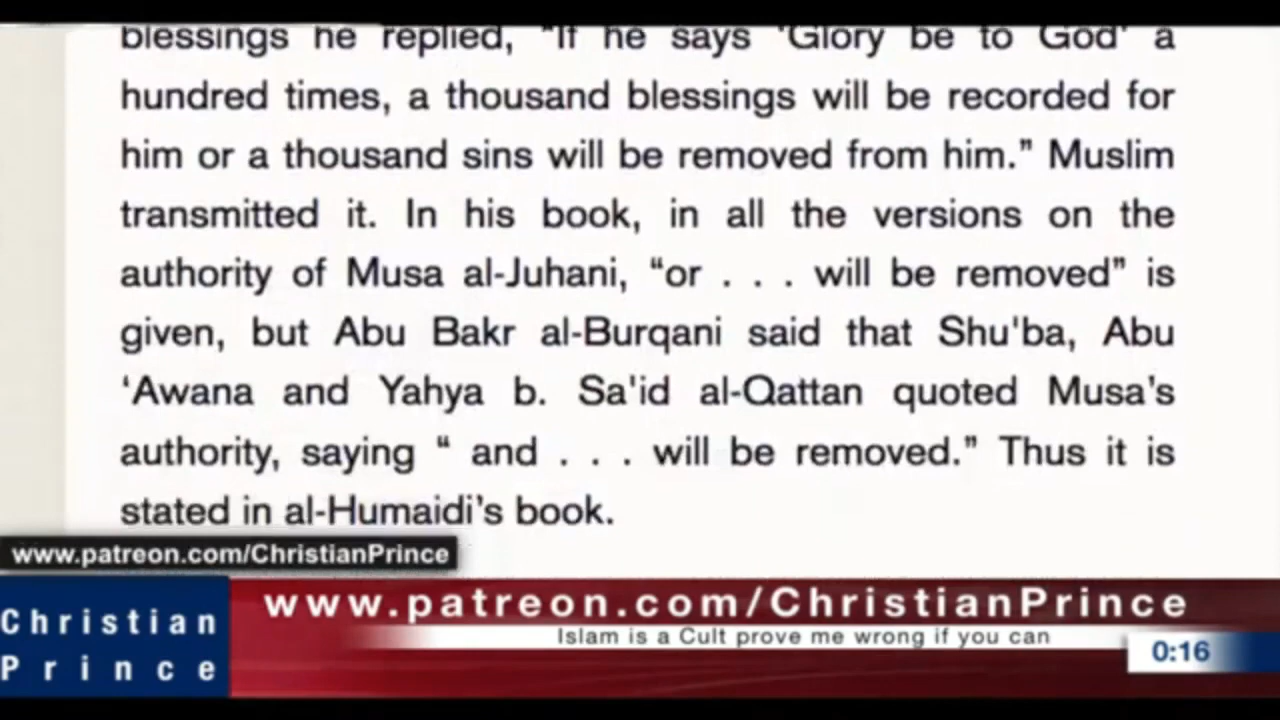 blessings he replied, "If he says 'Glory be to God' a
hundred times, a thousand blessings will be recorded for
him or a thousand sins will be removed from him.” Muslim
transmitted it. In his book, in all the versions on the
authority of Musa al-Juhani, “or . . . will be removed” is
given, but Abu Bakr al-Burqani said that Shu'ba, Abu
‘Awana and Yahya b. Sa'id al-Qattan quoted Musa’s
authority, saying “ and . . . will be removed.” Thus it is
stated in al-Humaidi’s book.
www.patreon.com/ChristianPrince
www.patreon.com/ChristianPrince
Islam is a Cult prove me wrong if you can
Christian
Prince
0:16